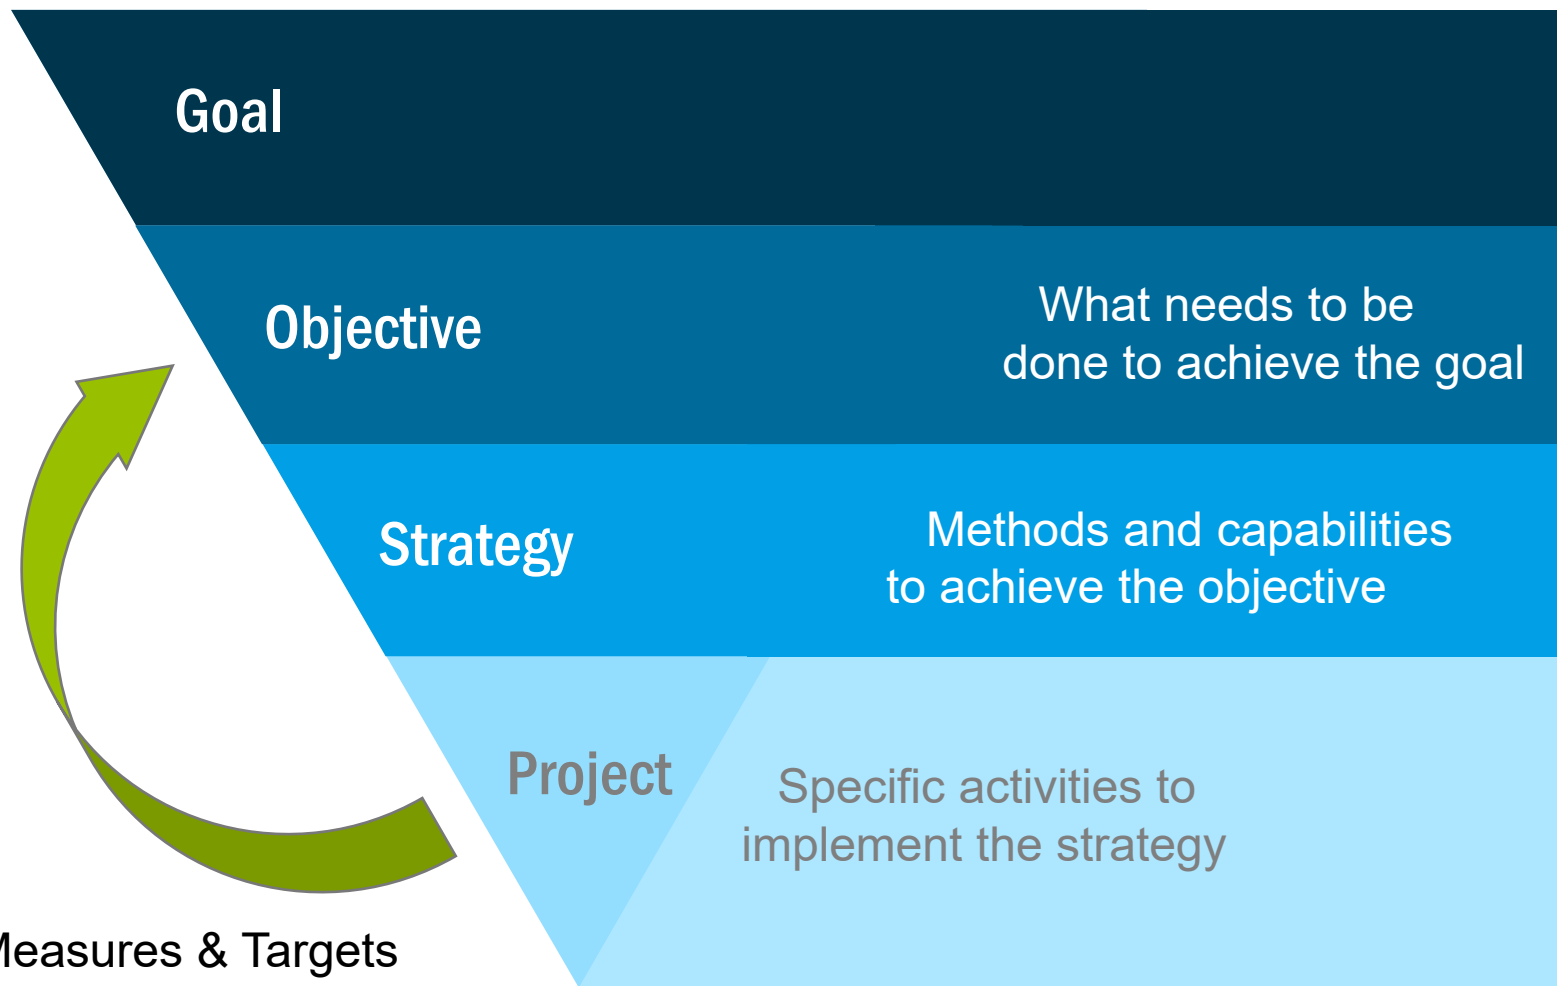 Goal
Objective
What needs to be
done to achieve the goal
Strategy
Methods and capabilities
to achieve the objective
Project
Specific activities to
implement the strategy
Measures & Targets